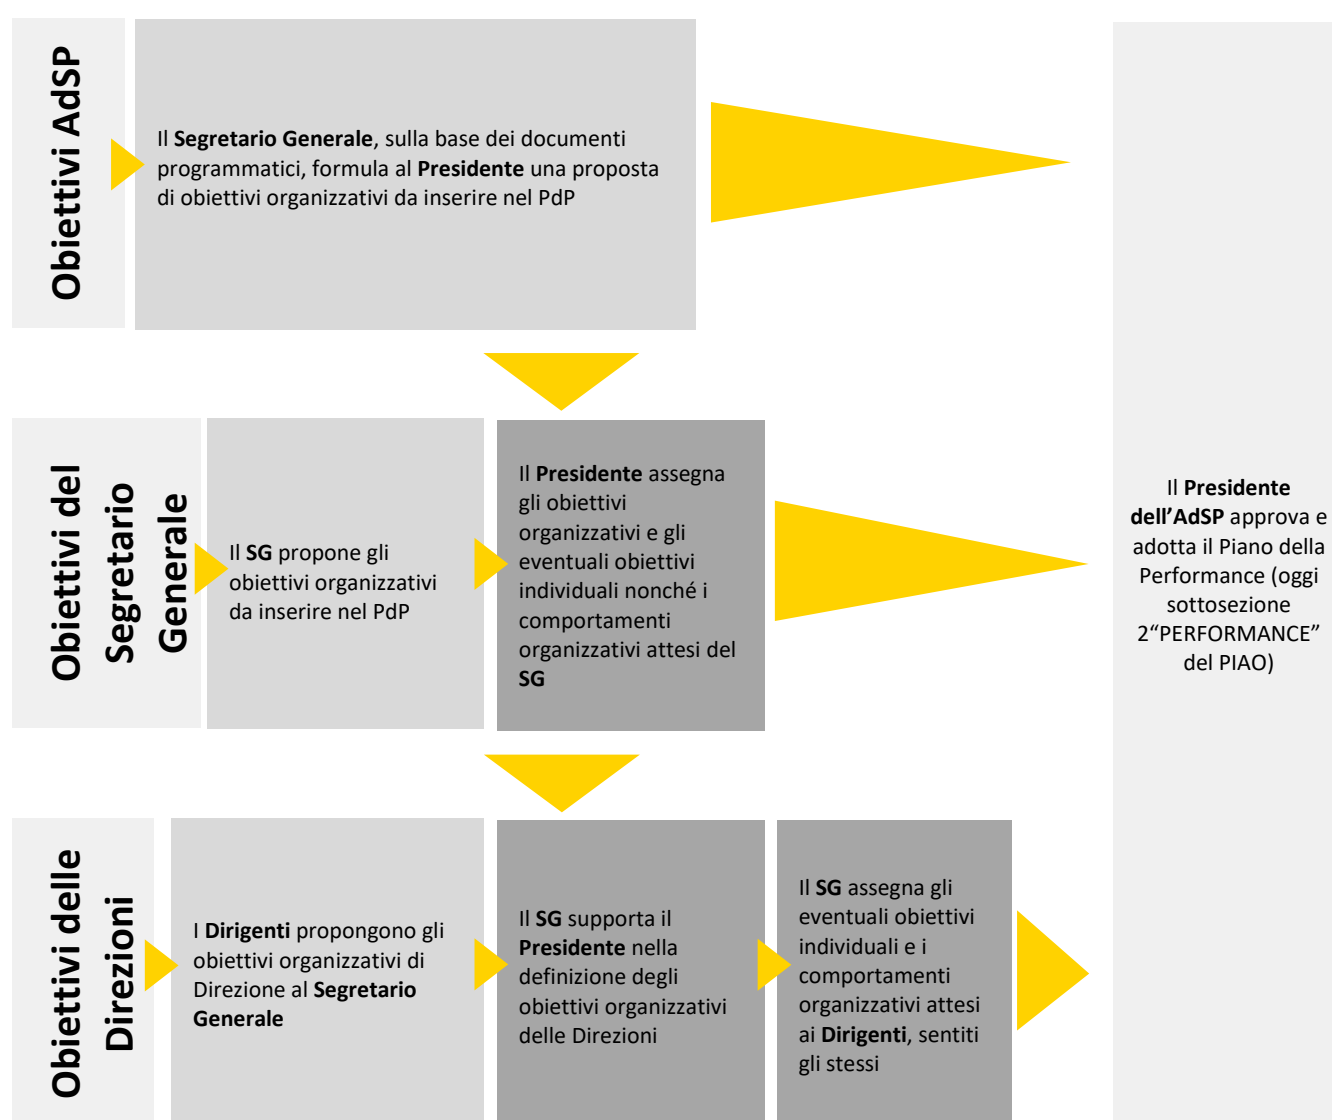 Obiettivi AdSP
Il Segretario Generale, sulla base dei documenti
programmatici, formula al Presidente una proposta
di obiettivi organizzativi da inserire nel PdP
Obiettivi del
Segretario
Generale
Il SG propone gli
obiettivi organizzativi
da inserire nel PdP
Il Presidente assegna
gli obiettivi
organizzativi e gli
eventuali obiettivi
individuali nonché i
comportamenti
organizzativi attesi del
SG
Obiettivi delle
Direzioni
I Dirigenti propongono gli
obiettivi organizzativi di
Direzione al Segretario
Generale
Il SG supporta il
Presidente nella
definizione degli
obiettivi organizzativi
delle Direzioni
Il SG assegna gli
eventuali obiettivi
individuali e i
comportamenti
organizzativi attesi
ai Dirigenti, sentiti
gli stessi
Il Presidente
dell’AdSP approva e
adotta il Piano della
Performance (oggi
sottosezione
2“PERFORMANCE”
del PIAO)